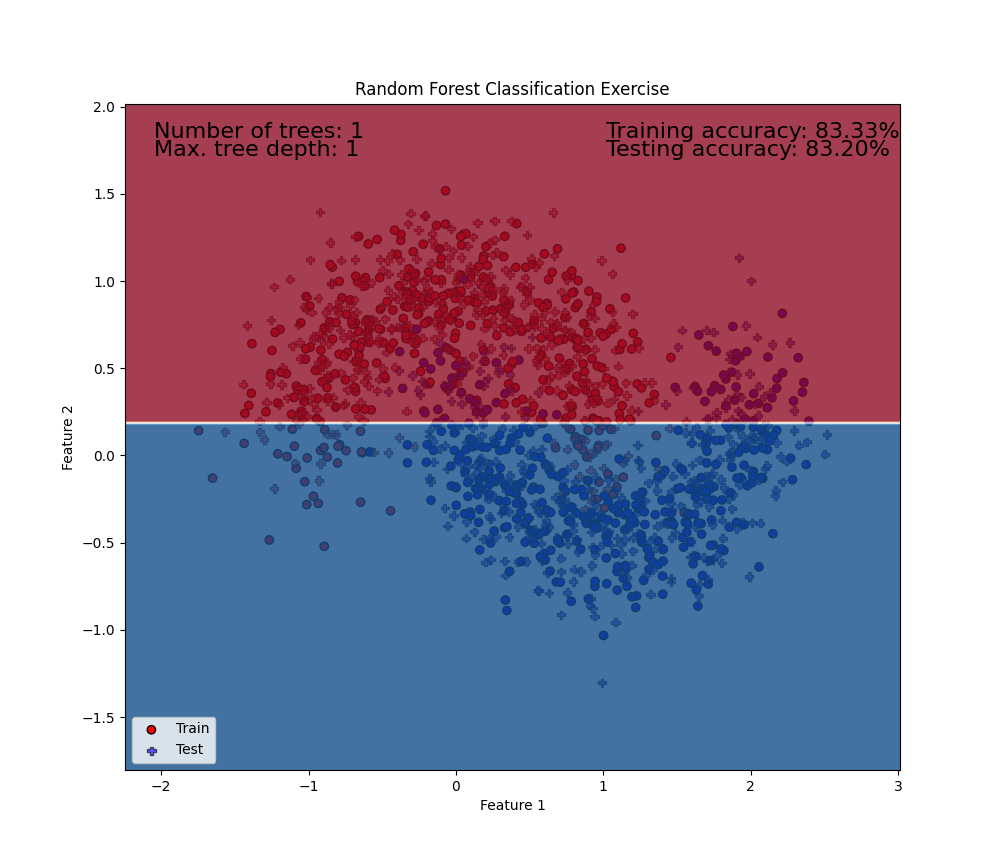 Random Forest Classification Exercise
Number of trees: 1
Max. tree depth: 1
Training accuracy: 83.33%
Testing accuracy: 83.20%
Feature 2
2.0
1.5
1.0
0.5
0.0
−0.5
−1.0
−1.5
Train
Test
−2
−1
0
1
2
3
Feature 1